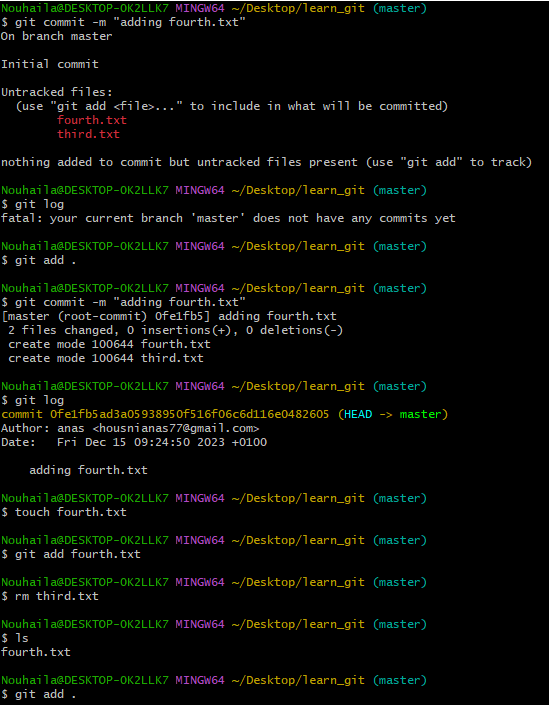 Nouhaila@DESKTOP-OK2LLK7 MINGW64 ~/Desktop/learn_git (master)
$ git commit -m "adding fourth.txt"
On branch master
Initial commit
Untracked files:
  (use "git add <file>..." to include in what will be committed)
        fourth.txt
        third.txt
nothing added to commit but untracked files present (use "git add" to track)
Nouhaila@DESKTOP-OK2LLK7 MINGW64 ~/Desktop/learn_git (master)
$ git log
fatal: your current branch 'master' does not have any commits yet
Nouhaila@DESKTOP-OK2LLK7 MINGW64 ~/Desktop/learn_git (master)
$ git add .
Nouhaila@DESKTOP-OK2LLK7 MINGW64 ~/Desktop/learn_git (master)
$ git commit -m "adding fourth.txt"
[master (root-commit) 0fe1fb5] adding fourth.txt
 2 files changed, 0 insertions(+), 0 deletions(-)
 create mode 100644 fourth.txt
 create mode 100644 third.txt
Nouhaila@DESKTOP-OK2LLK7 MINGW64 ~/Desktop/learn_git (master)
$ git log
commit 0fe1fb5ad3a05938950f516f06c6d116e0482605 (HEAD -> master)
Author: anas <housnianas77@gmail.com>
Date:   Fri Dec 15 09:24:50 2023 +0100
    adding fourth.txt
Nouhaila@DESKTOP-OK2LLK7 MINGW64 ~/Desktop/learn_git (master)
$ touch fourth.txt
Nouhaila@DESKTOP-OK2LLK7 MINGW64 ~/Desktop/learn_git (master)
$ git add fourth.txt
Nouhaila@DESKTOP-OK2LLK7 MINGW64 ~/Desktop/learn_git (master)
$ rm third.txt
Nouhaila@DESKTOP-OK2LLK7 MINGW64 ~/Desktop/learn_git (master)
$ ls
fourth.txt
Nouhaila@DESKTOP-OK2LLK7 MINGW64 ~/Desktop/learn_git (master)
$ git add .